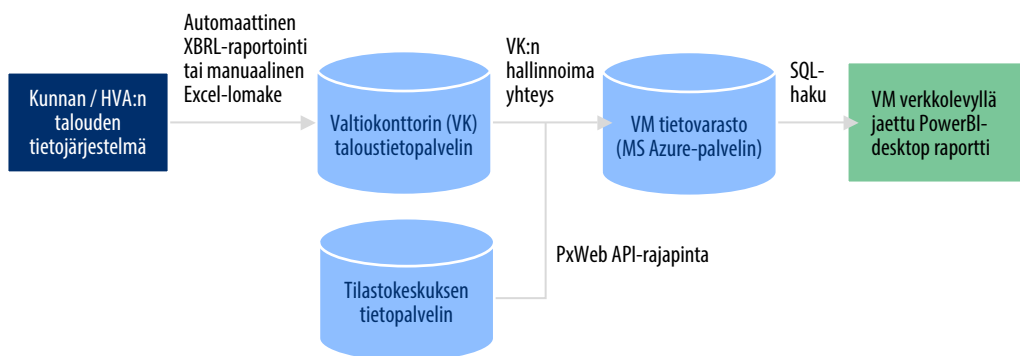 Kunnan / HVA:n
talouden
tietojärjestelmä
Automaattinen
XBRL-raportointi
tai manuaalinen
Excel-lomake
Valtiokonttorin (VK)
taloustietopalvelin
VK:n
hallinnoima
yhteys
VM tietovarasto
(MS Azure-palvelin)
SQL-
haku
VM verkkolevyllä
jaettu PowerBI-
desktop raportti
Tilastokeskuksen
tietopalvelin
PxWeb API-rajapinta